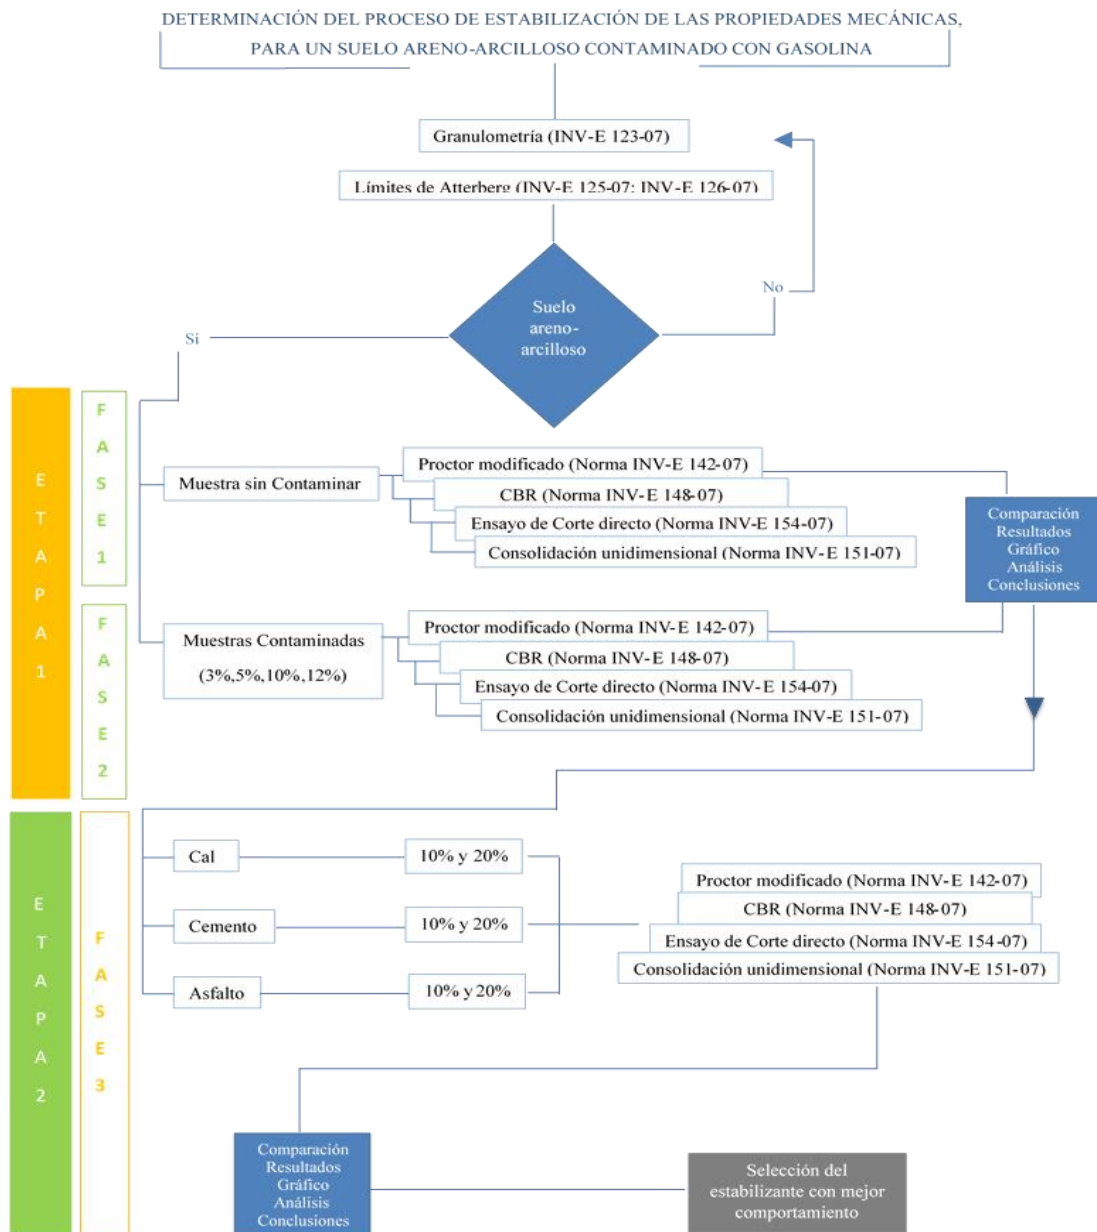 DETERMINACIÓN DEL PROCESO DE ESTABILIZACIÓN DE LAS PROPIEDADES MECÁNICAS,
PARA UN SUELO ARENO-ARCILLOSO CONTAMINADO CON GASOLINA
Granulometría (INV-E 123-07)
Límites de Atterberg (INV-E 125-07; INV-E 126-07)
Suelo
areno-
arcilloso
No
Si
ETAPA 1
FASE 1
Muestra sin Contaminar
Proctor modificado (Norma INV-E 142-07)
CBR (Norma INV-E 148-07)
Ensayo de Corte directo (Norma INV-E 154-07)
Consolidación unidimensional (Norma INV-E 151-07)
Comparación
Resultados
Gráfico
Análisis
Conclusiones
FASE 2
Muestras Contaminadas
(3%,5%,10%,12%)
Proctor modificado (Norma INV-E 142-07)
CBR (Norma INV-E 148-07)
Ensayo de Corte directo (Norma INV-E 154-07)
Consolidación unidimensional (Norma INV-E 151-07)
ETAPA 2
FASE 3
Cal
10% y 20%
Cemento
10% y 20%
Asfalto
10% y 20%
Proctor modificado (Norma INV-E 142-07)
CBR (Norma INV-E 148-07)
Ensayo de Corte directo (Norma INV-E 154-07)
Consolidación unidimensional (Norma INV-E 151-07)
Comparación
Resultados
Gráfico
Análisis
Conclusiones
Selección del
estabilizante con mejor
comportamiento